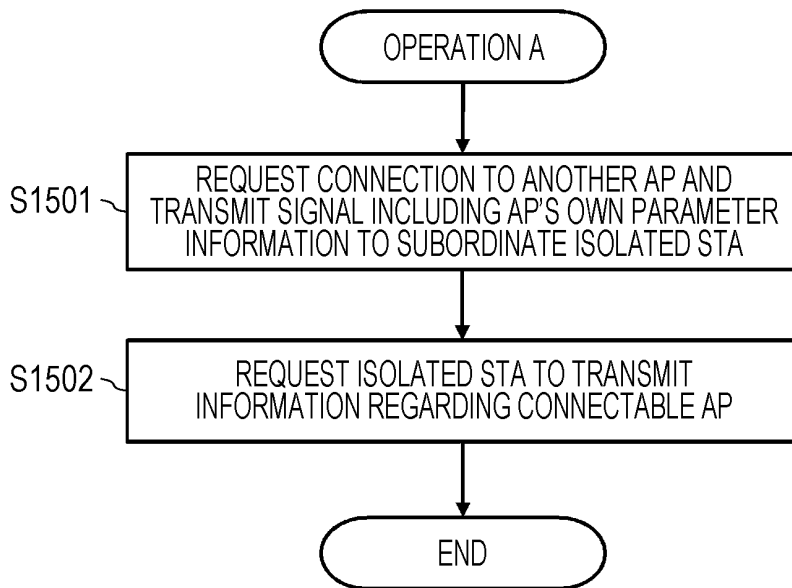 OPERATION A
S1501
REQUEST CONNECTION TO ANOTHER AP AND
TRANSMIT SIGNAL INCLUDING AP'S OWN PARAMETER
INFORMATION TO SUBORDINATE ISOLATED STA
S1502
REQUEST ISOLATED STA TO TRANSMIT
INFORMATION REGARDING CONNECTABLE AP
END